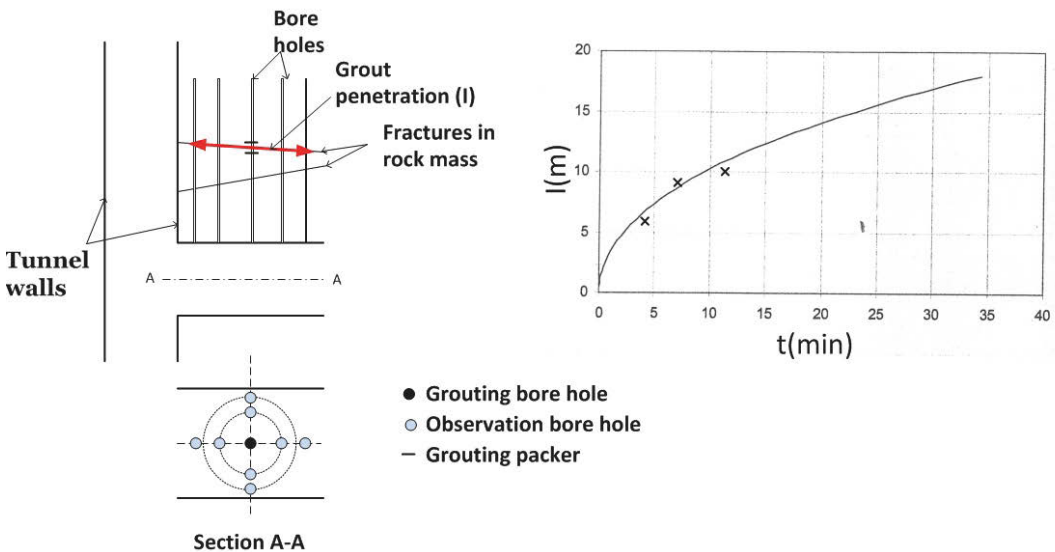 Bore
holes
Grout
penetration (I)
Fractures in
rock mass
Tunnel
walls
A
A
Grouting bore hole
Observation bore hole
Grouting packer
Section A-A
20
15
10
5
0
I(m)
0 5 10 15 20 25 30 35 40
t(min)